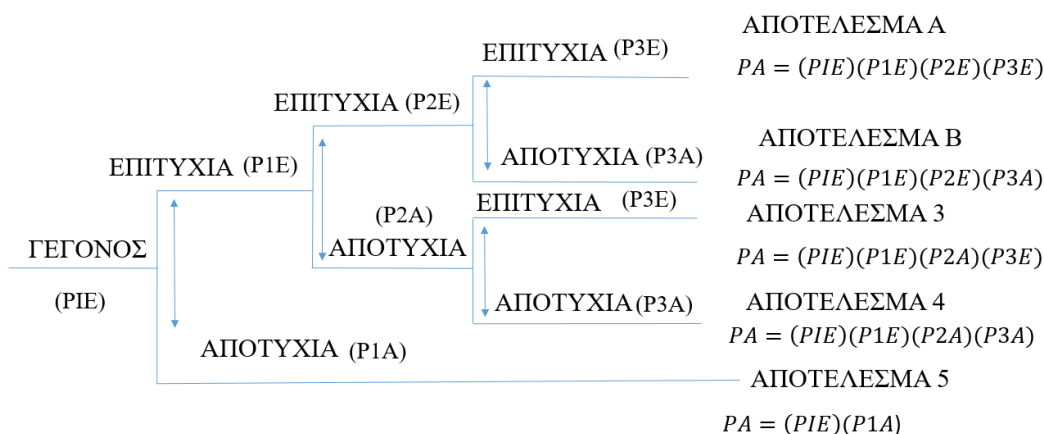 ΑΠΟΤΕΛΕΣΜΑ Α
ΕΠΙΤΥΧΙΑ (P3E)
PA = (PIE)(P1E)(P2E)(P3E)
ΕΠΙΤΥΧΙΑ (P2E)
ΑΠΟΤΕΛΕΣΜΑ Β
ΑΠΟΤΥΧΙΑ (P3A)
ΕΠΙΤΥΧΙΑ (P1E)
PA = (PIE)(P1E)(P2E)(P3A)
ΕΠΙΤΥΧΙΑ (P3E)
(P2A)
ΑΠΟΤΕΛΕΣΜΑ 3
ΓΕΓΟΝΟΣ
ΑΠΟΤΥΧΙΑ
PA = (PIE)(P1E)(P2A)(P3E)
(PIE)
ΑΠΟΤΥΧΙΑ (P3A)
ΑΠΟΤΕΛΕΣΜΑ 4
PA = (PIE)(P1E)(P2A)(P3A)
ΑΠΟΤΥΧΙΑ (P1A)
ΑΠΟΤΕΛΕΣΜΑ 5
PA = (PIE)(P1A)